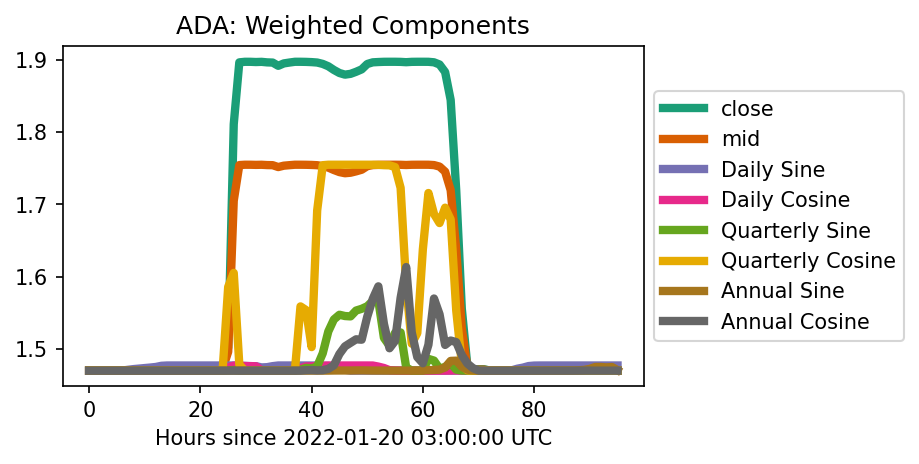 ADA: Weighted Components
1.9
1.8
1.7
1.6
1.5
0
20
40
60
80
Hours since 2022-01-20 03:00:00 UTC
close
mid
Daily Sine
Daily Cosine
Quarterly Sine
Quarterly Cosine
Annual Sine
Annual Cosine